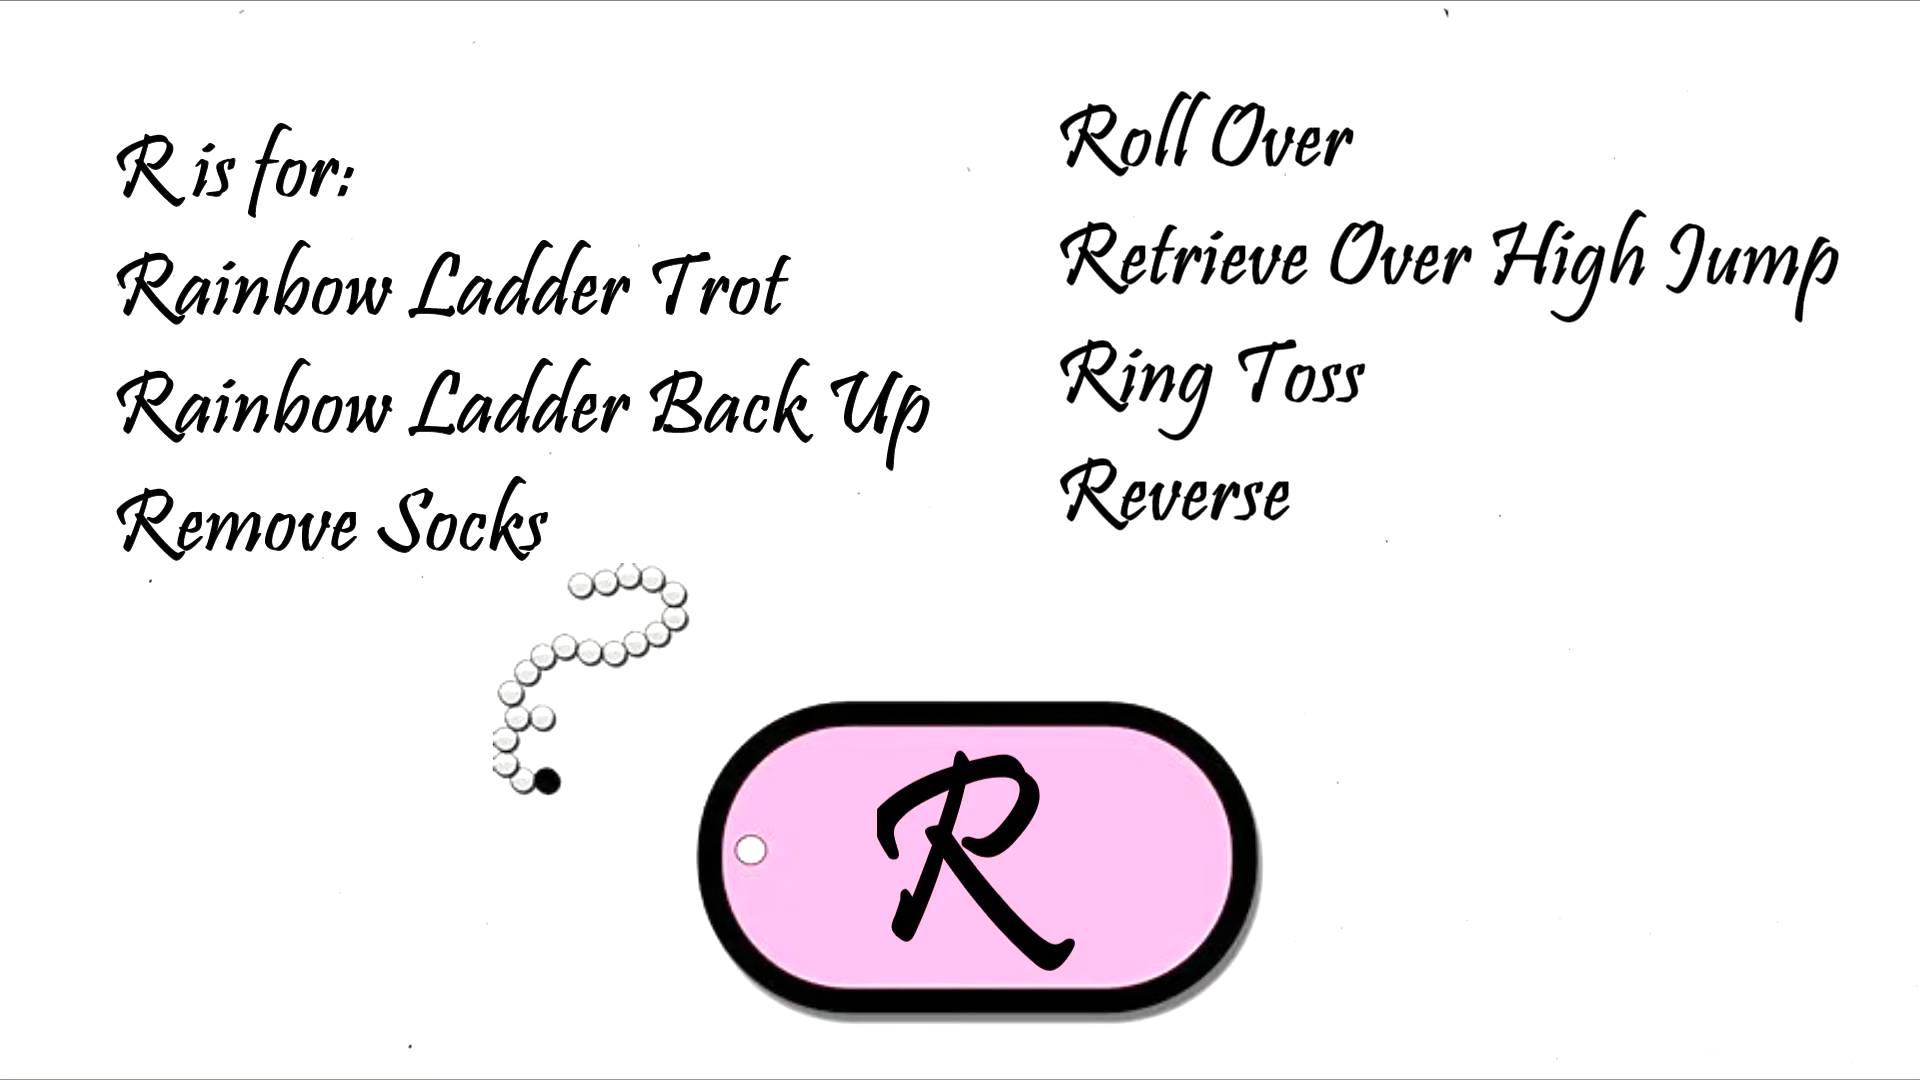 R is for:
Rainbow Ladder Trot
Rainbow Ladder Back Up
Remove Socks
Roll Over
Retrieve Over High Jump
Ring Toss
Reverse
R